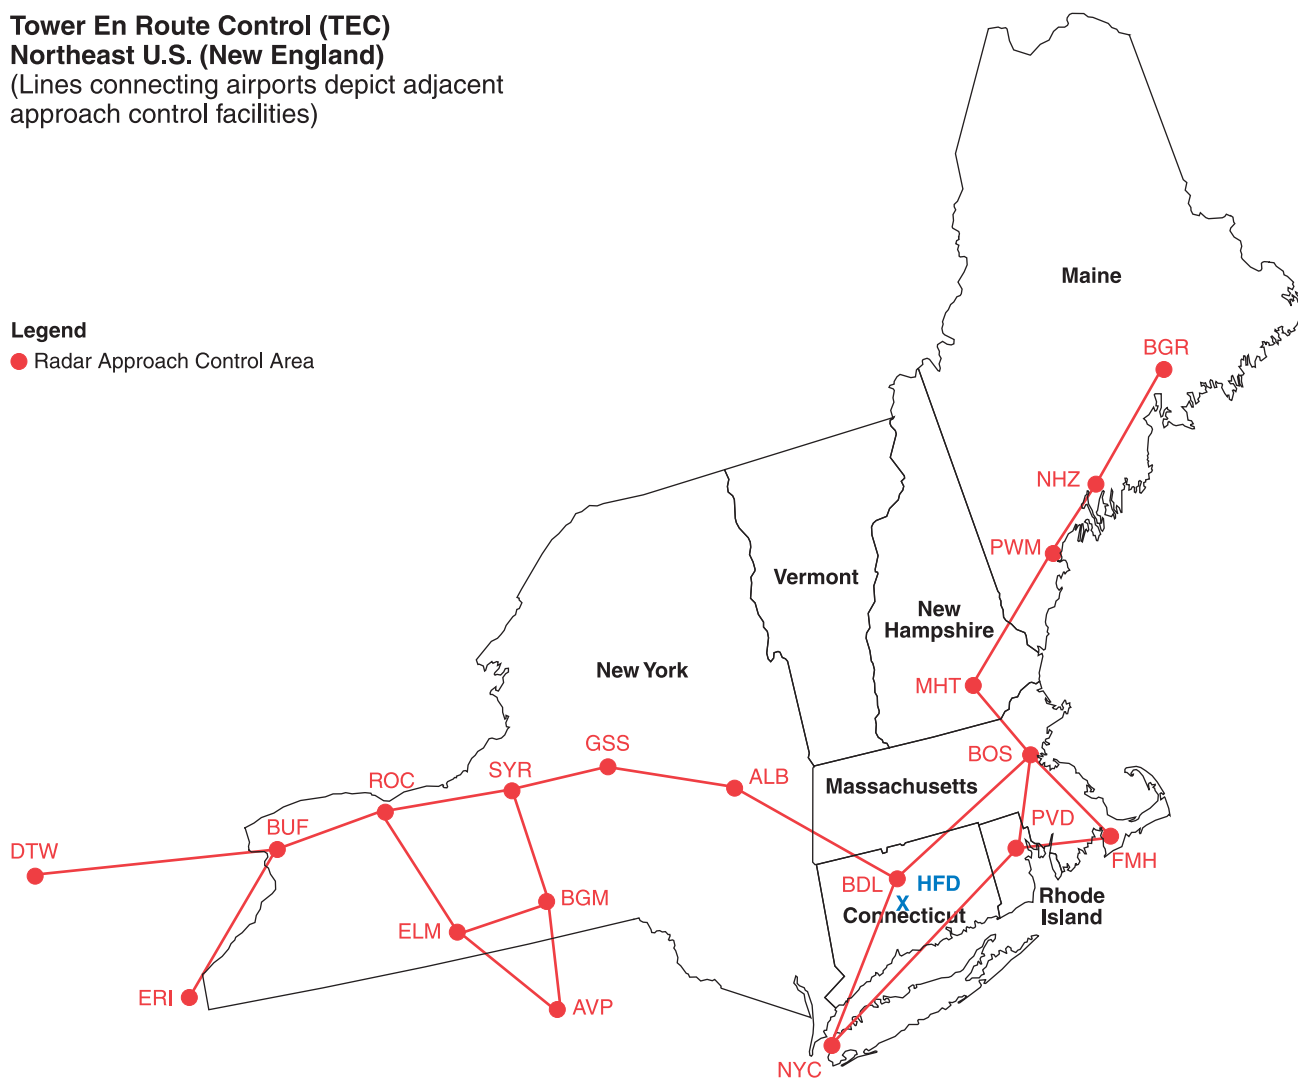 Tower En Route Control (TEC)
Northeast U.S. (New England)
(Lines connecting airports depict adjacent
approach control facilities)
Maine
Legend
Radar Approach Control Area
BGR
NHZ
PWM
Vermont
New
Hampshire
New York
MHT
GSS
BOS
SYR
ROC
ALB
Massachusetts
BUF
PVD
DTW
FMH
BDL
HFD
X
Connecticut
Rhode
Island
BGM
ELM
ERI
AVP
NYC